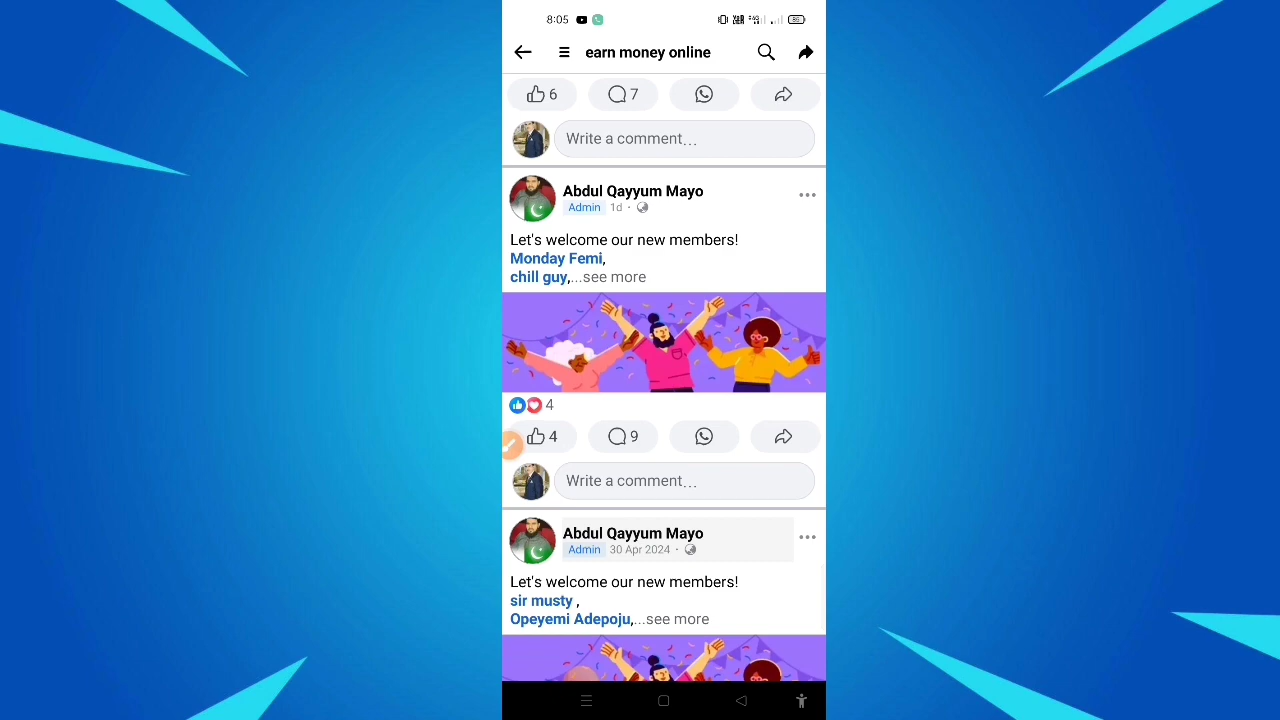 8:05
earn money online
6
7
Write a comment...
Abdul Qayyum Mayo
Admin 1d ·
Let's welcome our new members!
Monday Femi,
chill guy,...see more
4
4
9
Write a comment...
Abdul Qayyum Mayo
Admin 30 Apr 2024 ·
Let's welcome our new members!
sir musty ,
Opeyemi Adepoju,...see more